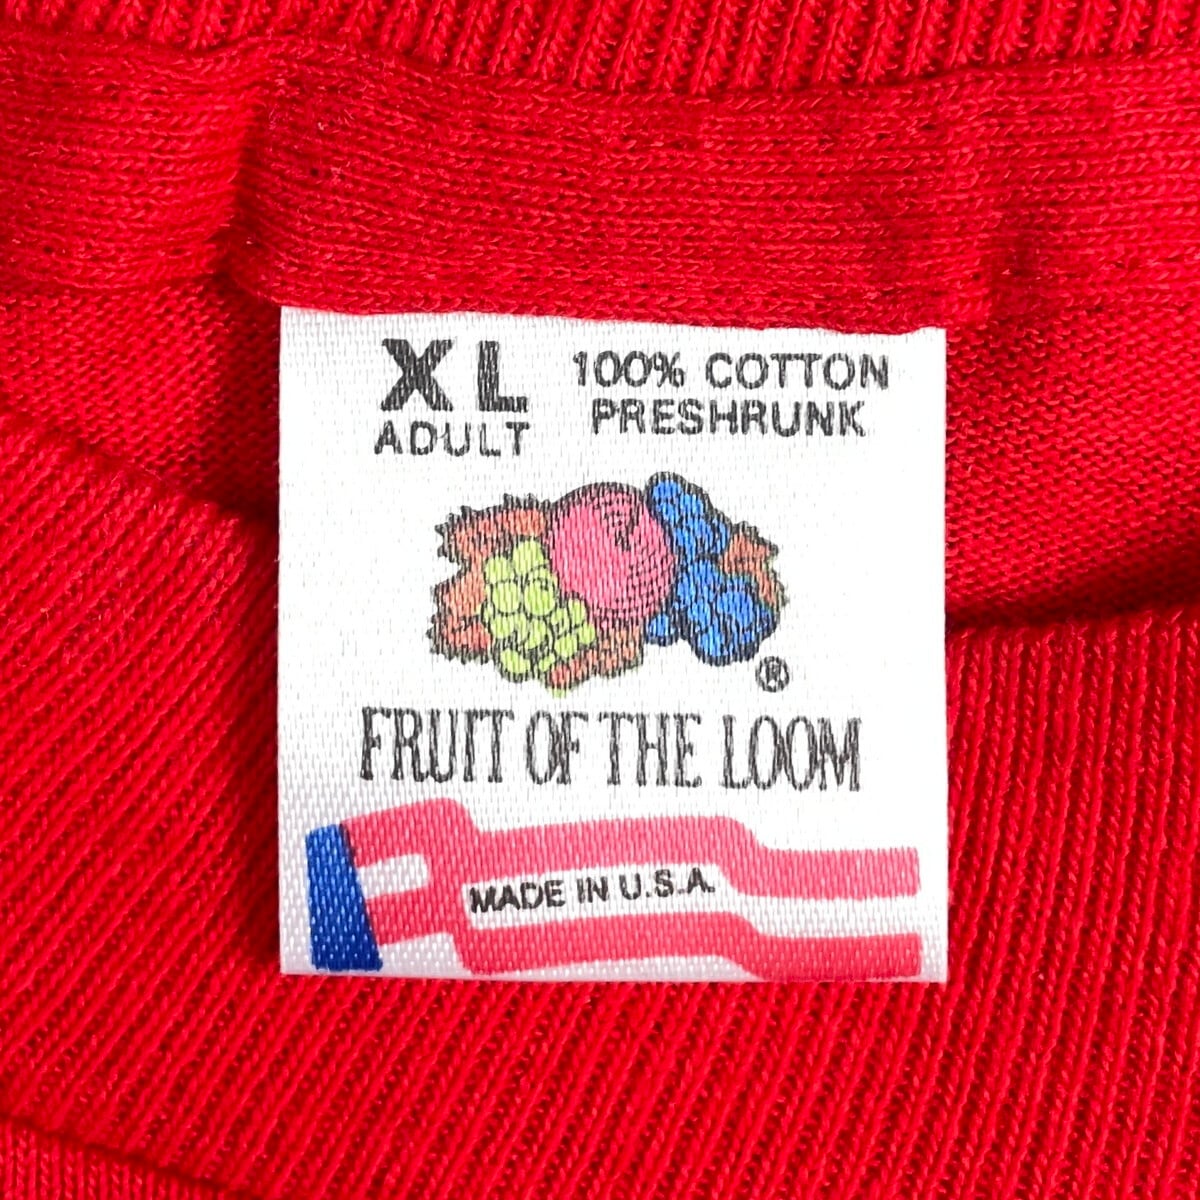 XL
ADULT
100% COTTON
PRESHRUNK
®
FRUIT OF THE LOOM
MADE IN U.S.A.